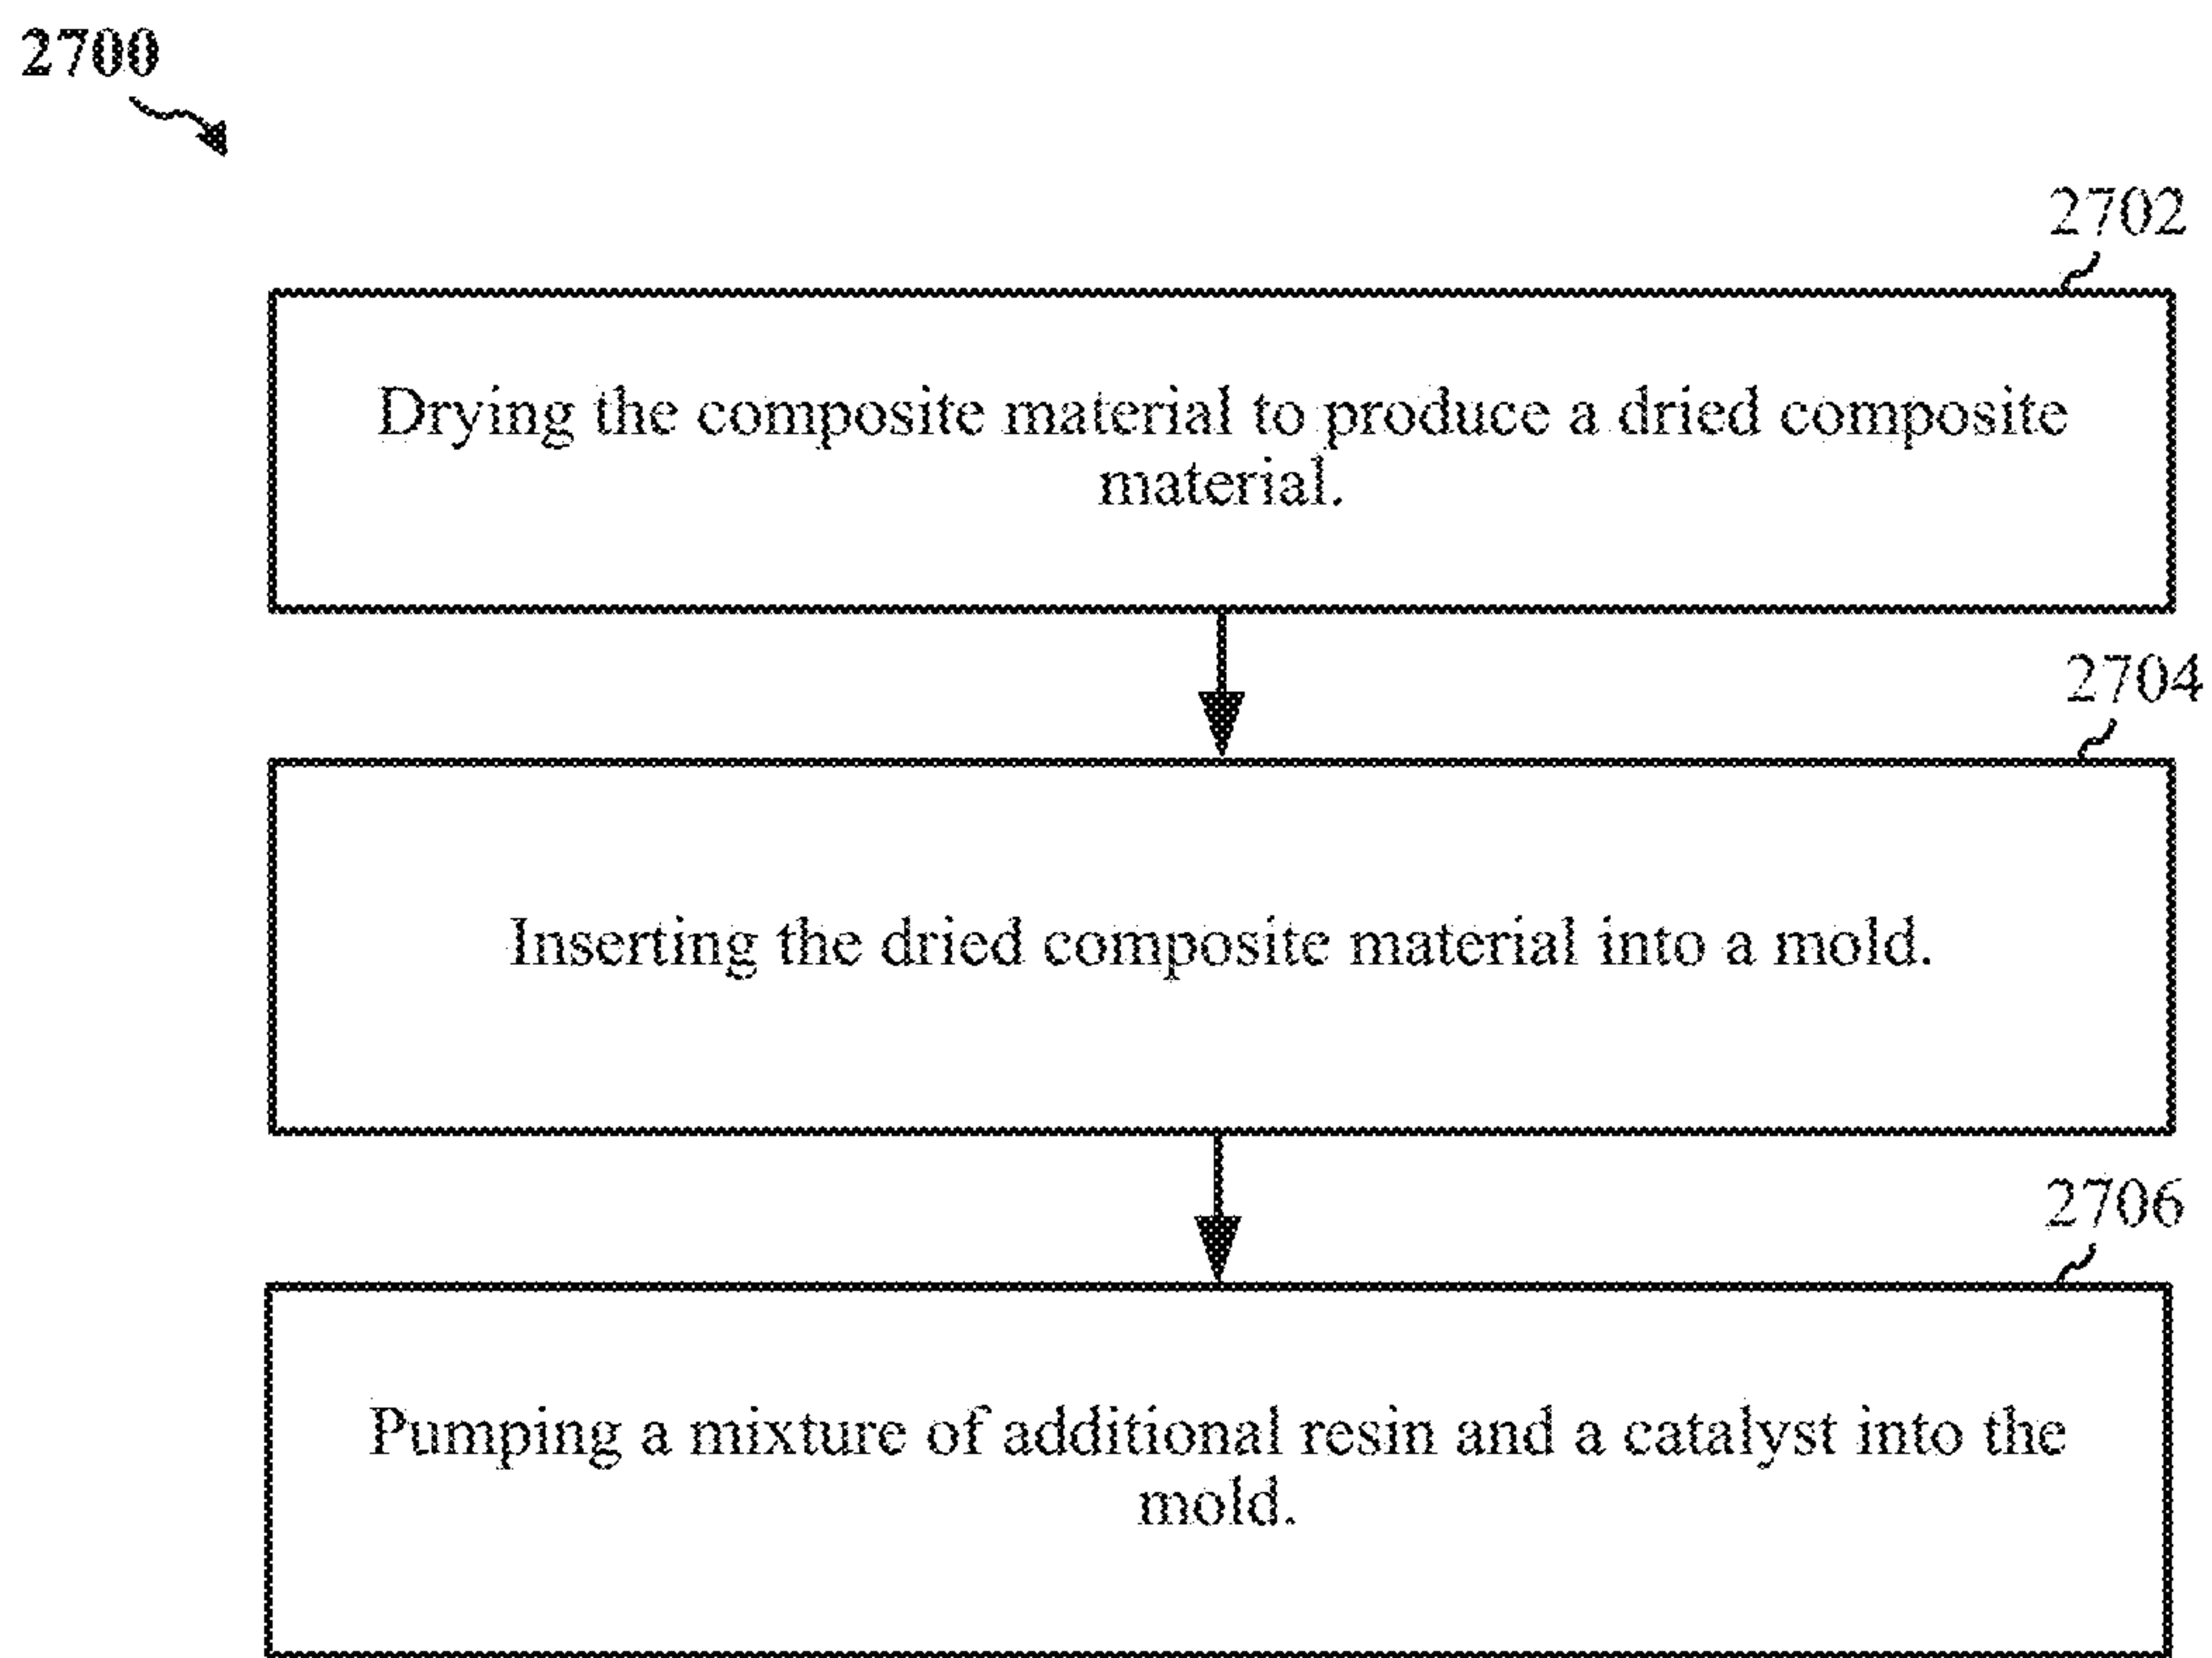 2700
2702
Drying the composite material to produce a dried composite
material.
2704
Inserting the dried composite material into a mold.
2706
Pumping a mixture of additional resin and a catalyst into the
mold.